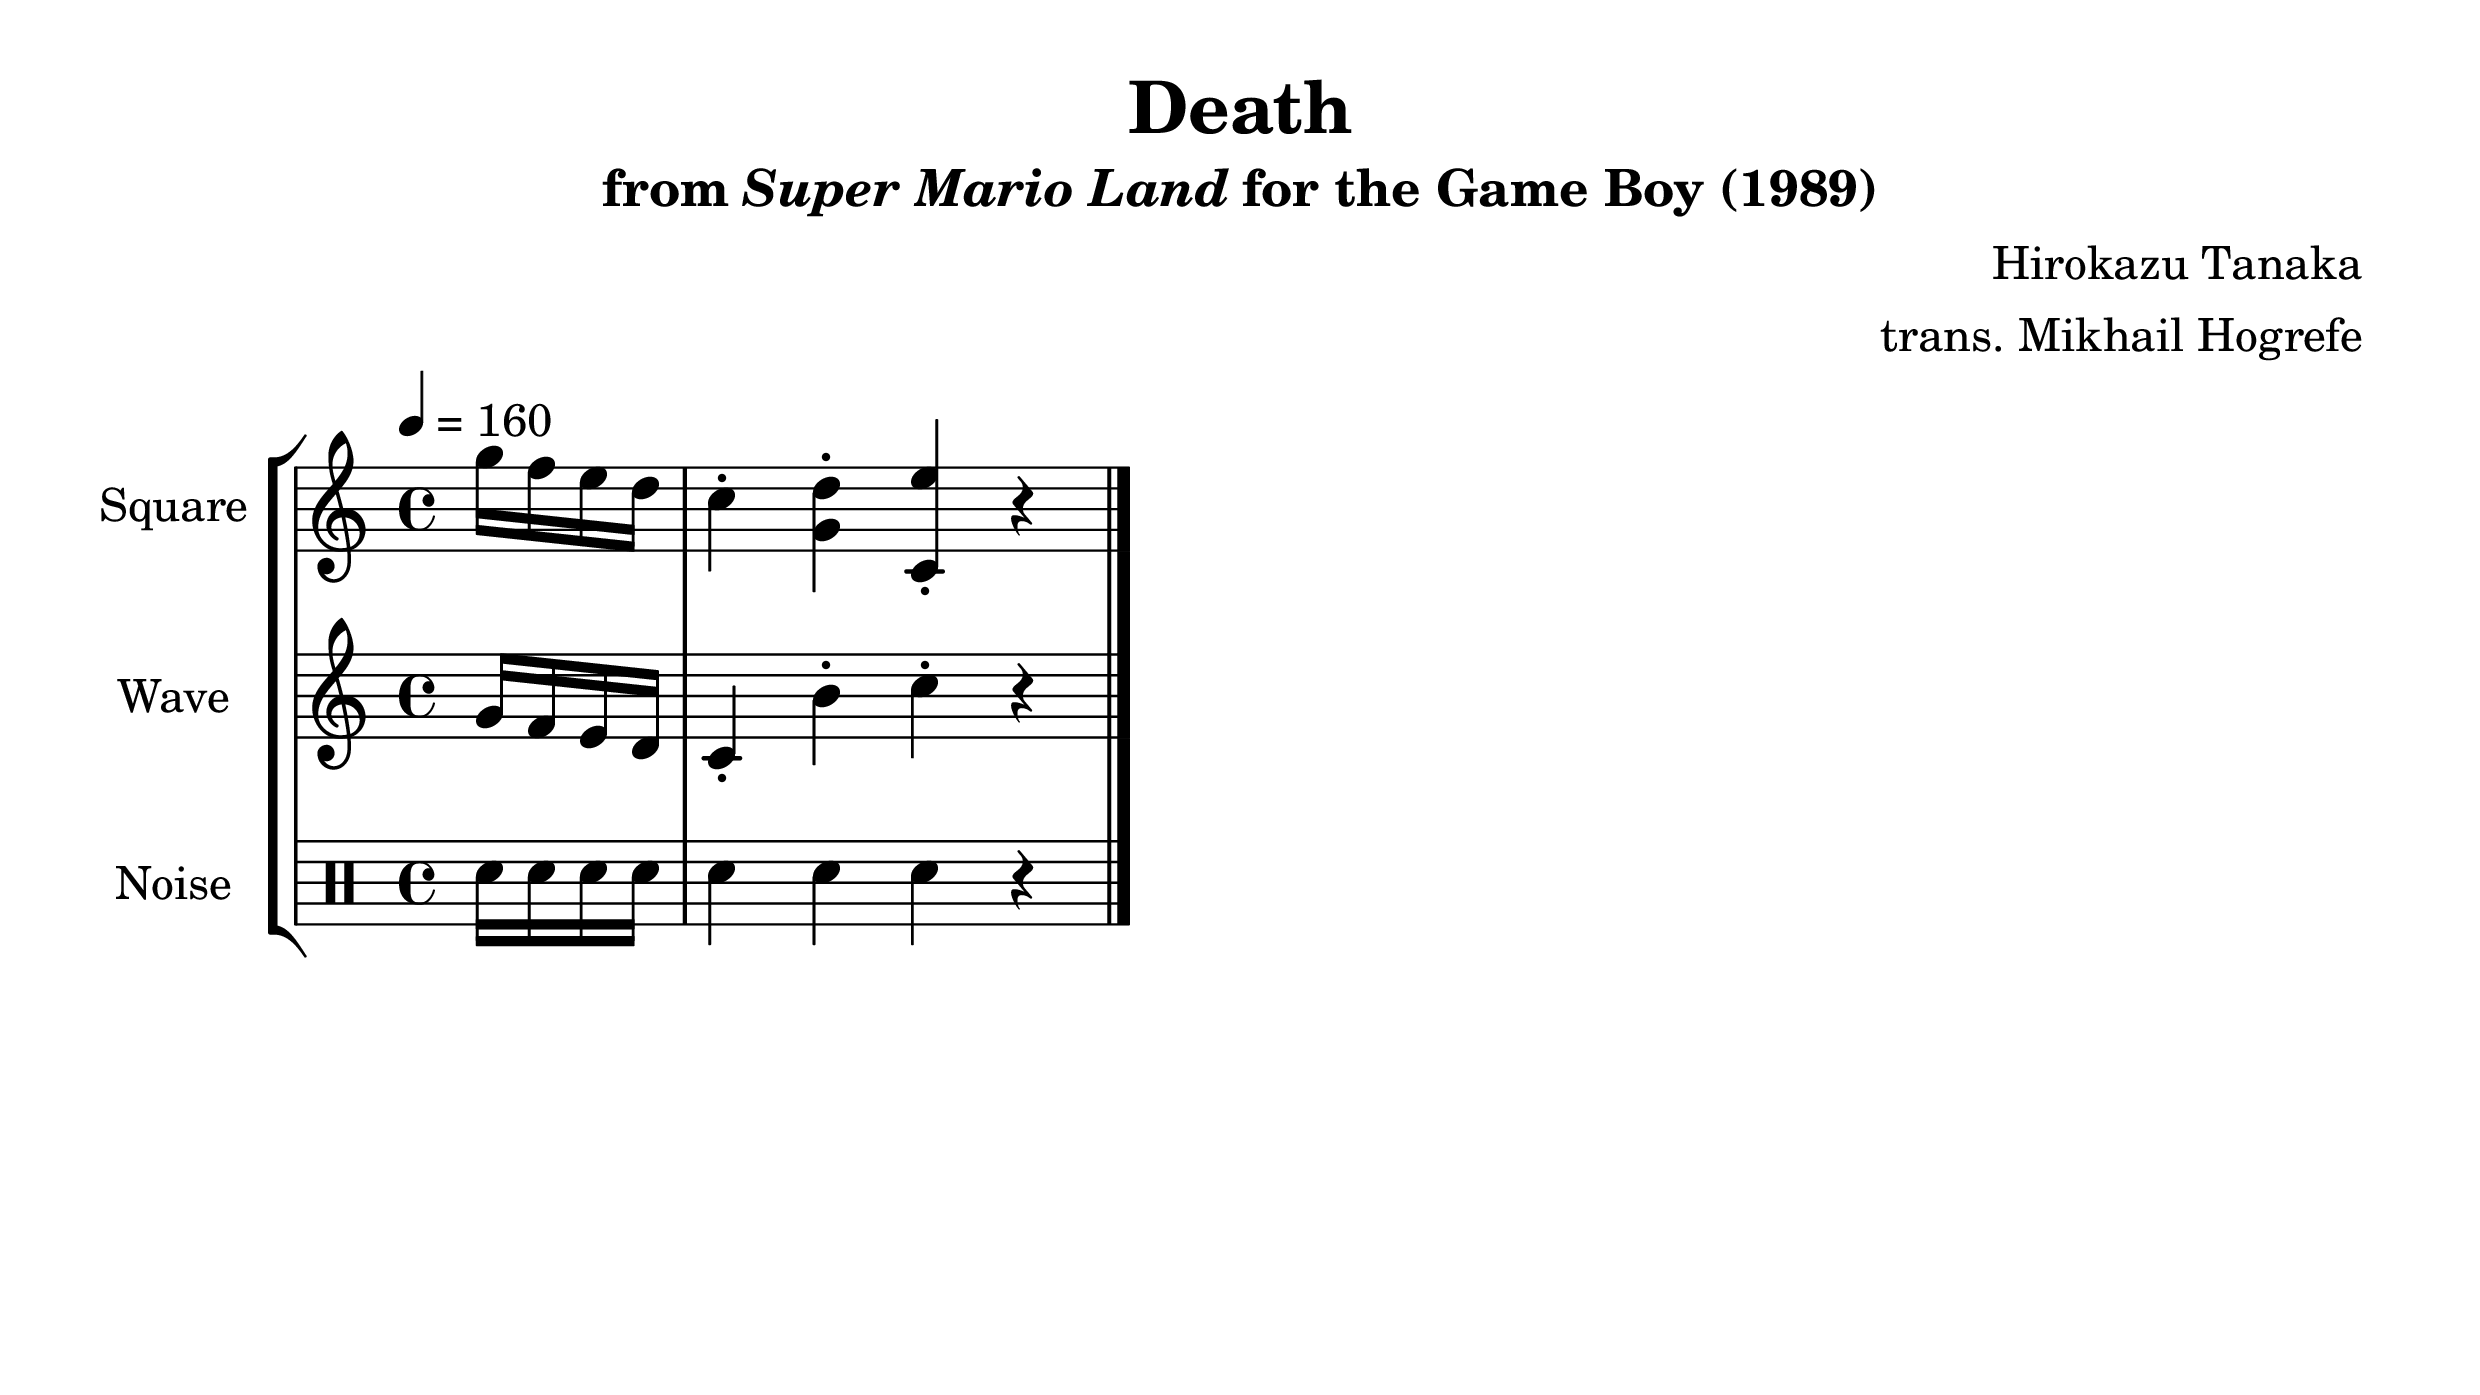 Death
from Super Mario Land for the Game Boy (1989)
Hirokazu Tanaka
trans. Mikhail Hogrefe
= 160
Square
Wave
Noise